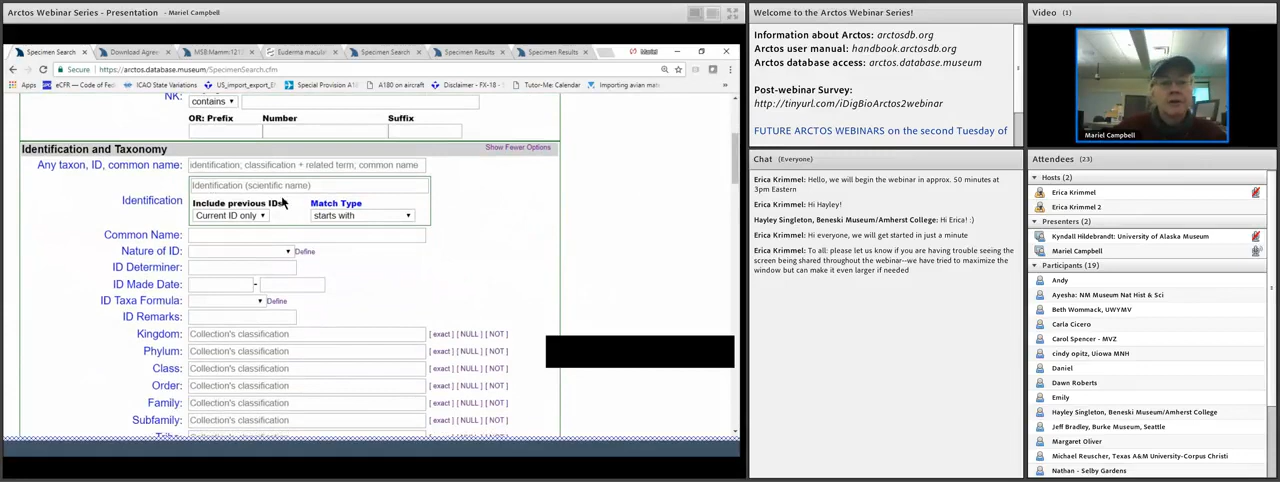 Arctos Webinar Series - Presentation - Mariel Campbell
Specimen Search
Download Agree
MSB:Mamm:121
Euderma macula
Specimen Search
Specimen Results
Specimen Results
Secure
https://arctos.database.museum/SpecimenSearch.cfm
Apps
eCFR — Code of Fed
ICAO State Variations
US_import_export_E
Special Provision A18
A180 on aircraft
Disclaimer - FX-18 -
Tutor-Me: Calendar
Importing avian mat
NK:
contains
OR: Prefix Number Suffix
Identification and Taxonomy
Show Fewer Options
Any taxon, ID, common name:
identification, classification + related term, common name
Identification
Identification (scientific name)
Include previous IDs
Match Type
Current ID only
starts with
Common Name:
Nature of ID:
Define
ID Determiner:
ID Made Date:
-
ID Taxa Formula:
Define
ID Remarks:
Kingdom: Collection's classification [ exact ] [ NULL ] [ NOT ]
Phylum: Collection's classification [ exact ] [ NULL ] [ NOT ]
Class: Collection's classification [ exact ] [ NULL ] [ NOT ]
Order: Collection's classification [ exact ] [ NULL ] [ NOT ]
Family: Collection's classification [ exact ] [ NULL ] [ NOT ]
Subfamily: Collection's classification [ exact ] [ NULL ] [ NOT ]
Welcome to the Arctos Webinar Series!
Information about Arctos: arctosdb.org
Arctos user manual: handbook.arctosdb.org
Arctos database access: arctos.database.museum
Post-webinar Survey:
http://tinyurl.com/iDigBioArctos2webinar
FUTURE ARCTOS WEBINARS on the second Tuesday of
Chat (Everyone)
Erica Krimmel: Hello, we will begin the webinar in approx. 50 minutes at
3pm Eastern
Erica Krimmel: Hi Hayley!
Hayley Singleton, Beneski Museum/Amherst College: Hi Erica! :)
Erica Krimmel: Hi everyone, we will get started in just a minute
Erica Krimmel: To all: please let us know if you are having trouble seeing the
screen being shared throughout the webinar--we have tried to maximize the
window but can make it even larger if needed
Video (1)
Mariel Campbell
Attendees (23)
Hosts (2)
Erica Krimmel
Erica Krimmel 2
Presenters (2)
Kyndall Hildebrandt: University of Alaska Museum
Mariel Campbell
Participants (19)
Andy
Ayesha: NM Museum Nat Hist & Sci
Beth Wommack, UWYMV
Carla Cicero
Carol Spencer - MVZ
cindy opitz, Uiowa MNH
Daniel
Dawn Roberts
Emily
Hayley Singleton, Beneski Museum/Amherst College
Jeff Bradley, Burke Museum, Seattle
Margaret Oliver
Michael Reuscher, Texas A&M University-Corpus Christi
Nathan - Selby Gardens